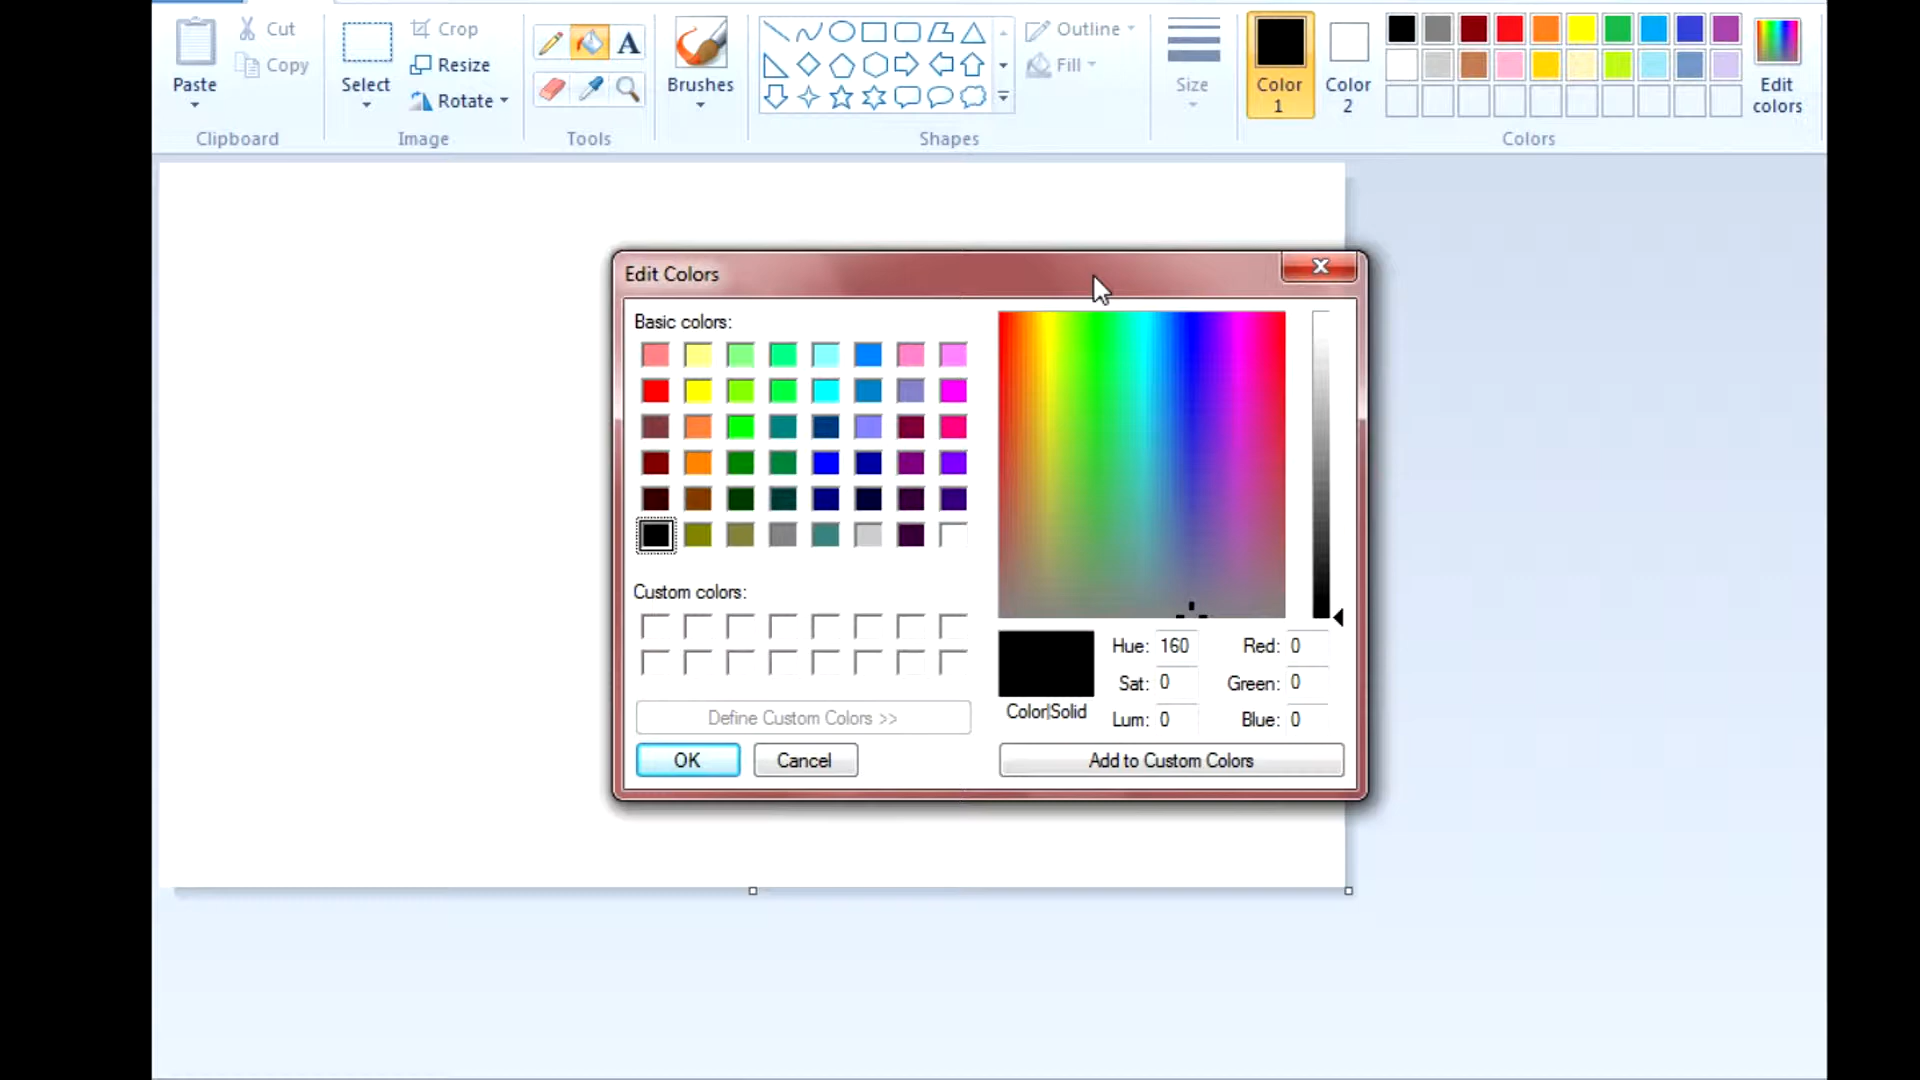 Paste
Cut
Copy
Clipboard
Select
Crop
Resize
Rotate
Image
A
Tools
Brushes
Outline
Fill
Shapes
Size
Color 1
Color 2
Edit colors
Colors
Edit Colors
Basic colors:
Custom colors:
Define Custom Colors >>
OK
Cancel
Color|Solid
Hue: 160
Sat: 0
Lum: 0
Red: 0
Green: 0
Blue: 0
Add to Custom Colors